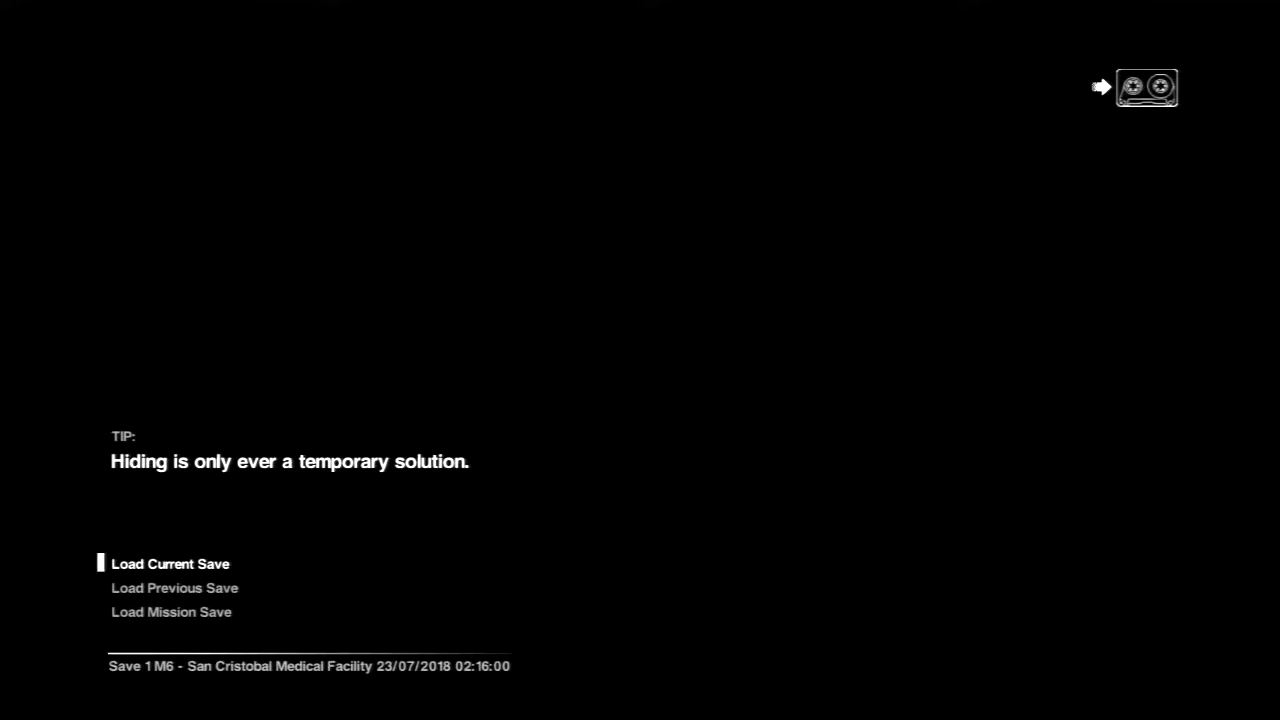 TIP:
Hiding is only ever a temporary solution.
Load Current Save
Load Previous Save
Load Mission Save
Save 1 M6 - San Cristobal Medical Facility 23/07/2018 02:16:00